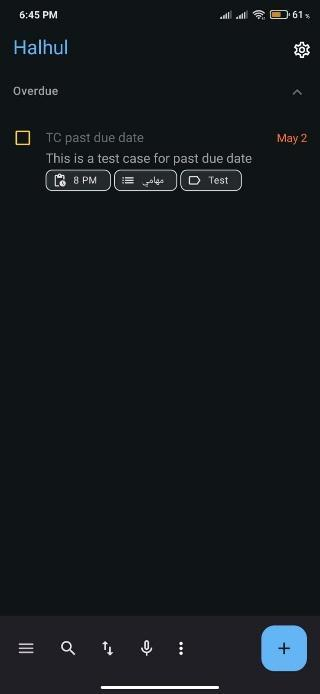 6:45 PM
61 %
Halhul
Overdue
TC past due date
May 2
This is a test case for past due date
8 PM
مهامي
Test